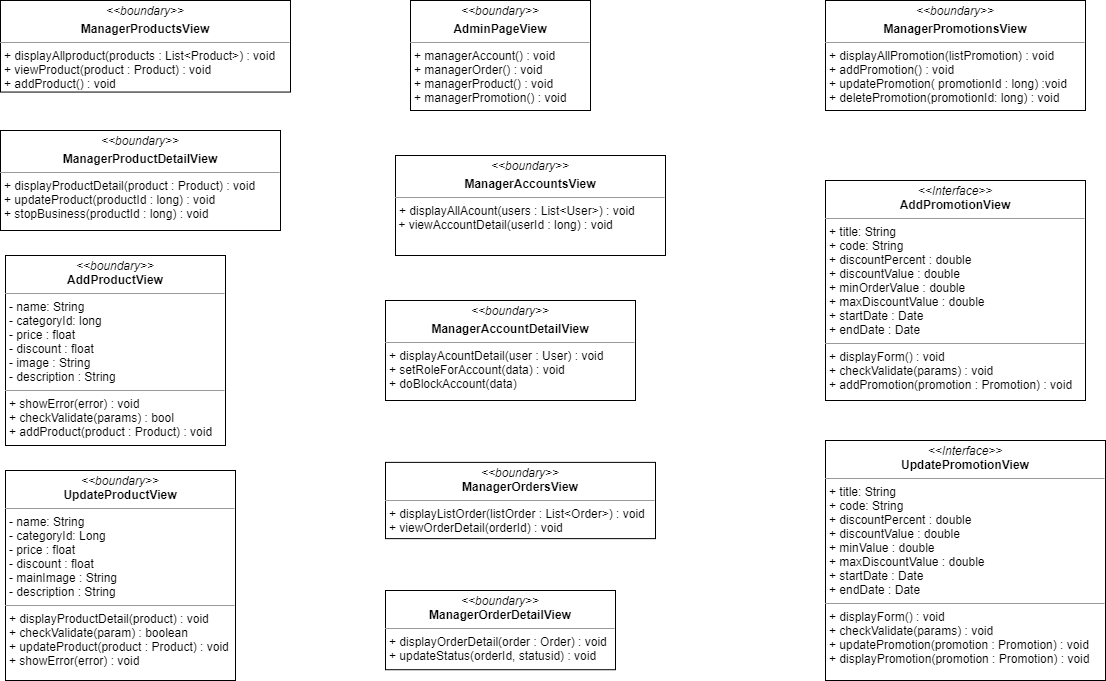 <<boundary>>
ManagerProductsView
+ displayAllproduct(products : List<Product>) : void
+ viewProduct(product : Product) : void
+ addProduct() : void
<<boundary>>
ManagerProductDetailView
+ displayProductDetail(product : Product) : void
+ updateProduct(productId : long) : void
+ stopBusiness(productId : long) : void
<<boundary>>
AddProductView
- name: String
- categoryId: long
- price : float
- discount : float
- image : String
- description : String
+ showError(error) : void
+ checkValidate(params) : bool
+ addProduct(product : Product) : void
<<boundary>>
UpdateProductView
- name: String
- categoryId: Long
- price : float
- discount : float
- mainImage : String
- description : String
+ displayProductDetail(product) : void
+ checkValidate(param) : boolean
+ updateProduct(product : Product) : void
+ showError(error) : void
<<boundary>>
AdminPageView
+ managerAccount() : void
+ managerOrder() : void
+ managerProduct() : void
+ managerPromotion() : void
<<boundary>>
ManagerAccountsView
+ displayAllAcount(users : List<User>) : void
+ viewAccountDetail(userId : long) : void
<<boundary>>
ManagerAccountDetailView
+ displayAcountDetail(user : User) : void
+ setRoleForAccount(data) : void
+ doBlockAccount(data)
<<boundary>>
ManagerOrdersView
+ displayListOrder(listOrder : List<Order>) : void
+ viewOrderDetail(orderId) : void
<<boundary>>
ManagerOrderDetailView
+ displayOrderDetail(order : Order) : void
+ updateStatus(orderId, statusid) : void
<<boundary>>
ManagerPromotionsView
+ displayAllPromotion(listPromotion) : void
+ addPromotion() : void
+ updatePromotion( promotionId : long) :void
+ deletePromotion(promotionId: long) : void
<<Interface>>
AddPromotionView
+ title: String
+ code: String
+ discountPercent : double
+ discountValue : double
+ minOrderValue : double
+ maxDiscountValue : double
+ startDate : Date
+ endDate : Date
+ displayForm() : void
+ checkValidate(params) : void
+ addPromotion(promotion : Promotion) : void
<<Interface>>
UpdatePromotionView
+ title: String
+ code: String
+ discountPercent : double
+ discountValue : double
+ minValue : double
+ maxDiscountValue : double
+ startDate : Date
+ endDate : Date
+ displayForm() : void
+ checkValidate(params) : void
+ updatePromotion(promotion : Promotion) : void
+ displayPromotion(promotion : Promotion) : void